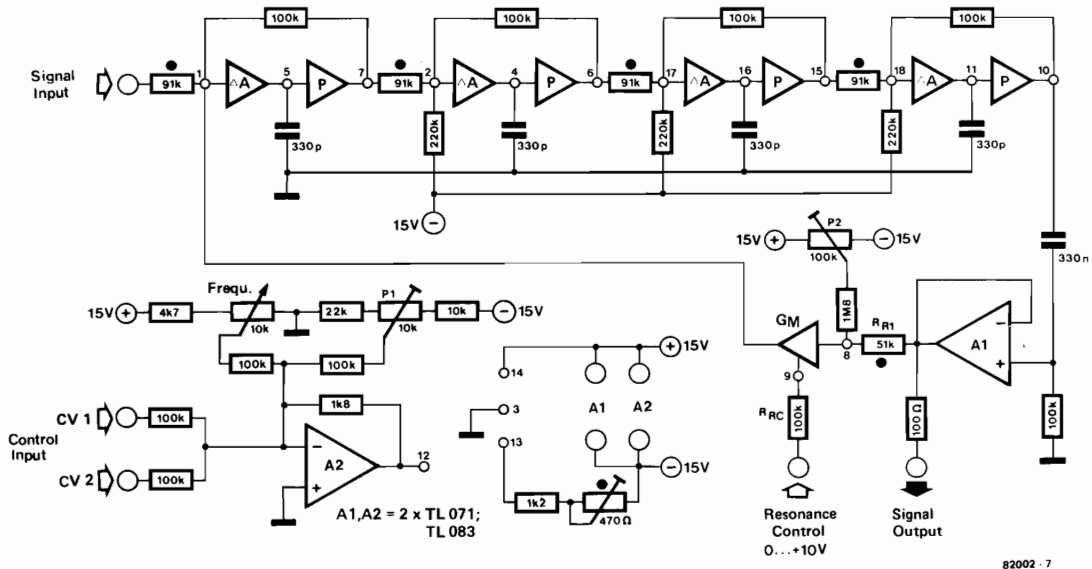 100k 100k 100k 100k
Signal Input
91k 1 △A 5 P 7 91k 2 △A 4 P 6 91k 17 △A 16 P 15 91k 18 △A 11 P 10
330p 220k 330p 220k 330p 220k 330p
15V −
330n
P2
15V + 100k − 15V
1M8
Frequ.
15V + 4k7 10k 22k P1 10k 10k − 15V
GM
8
RR1
51k
A1
−
+
9
100k 100k
14
+ 15V
RRC
100k
100Ω
100k
1k8
3
A1 A2
CV 1 100k
Control Input
−
A2
+
12
13
− 15V
CV 2 100k
1k2
470Ω
A1,A2 = 2 x TL 071;
TL 083
Resonance
Control
0...+10V
Signal
Output
82002 - 7